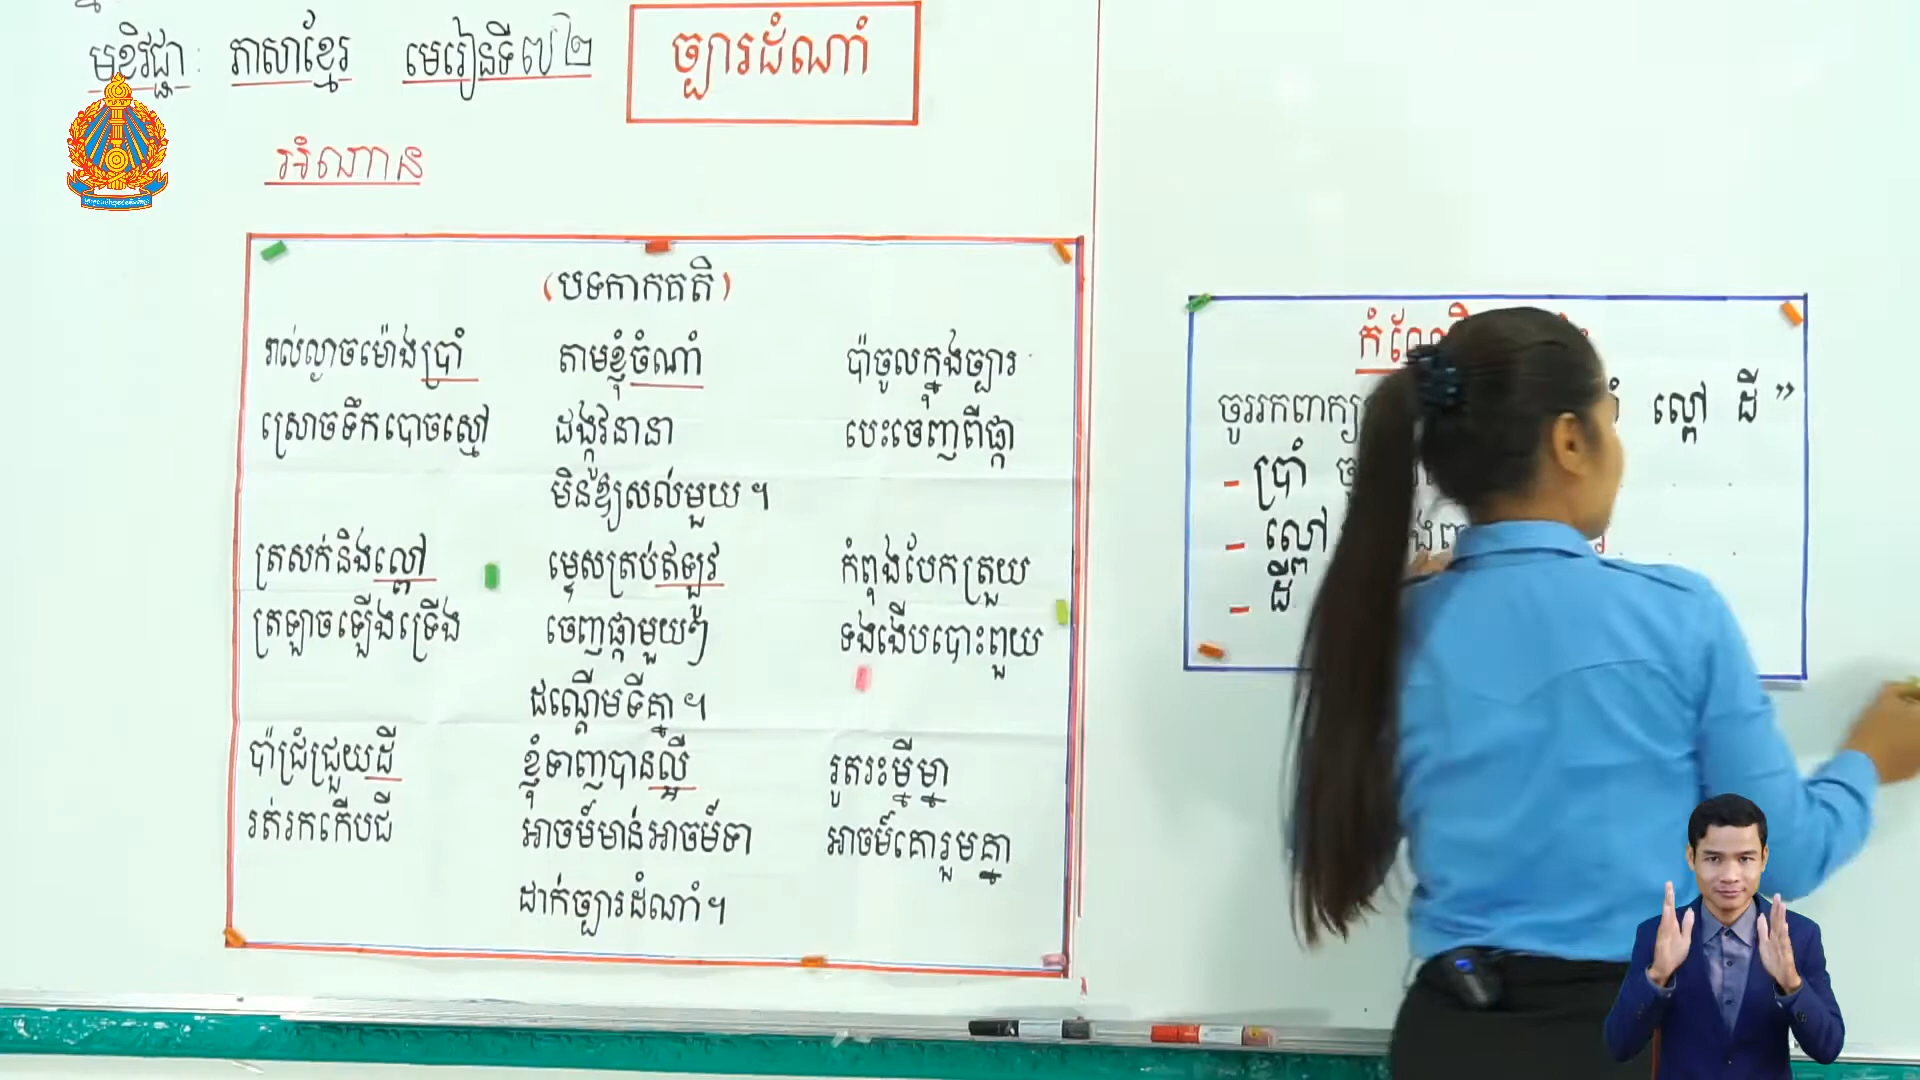 មុខវិជ្ជា: ភាសាខ្មែរ មេរៀនទី៧២ ច្បារដំណាំ
អំណាន
(បទកាកគតិ)
រាល់ល្ងាចម៉ោងប្រាំ តាមខ្ញុំចំណាំ ប៉ាចូលក្នុងច្បារ
ស្រោចទឹកបោចស្មៅ ដង្កូវនានា បេះចេញពីផ្កា
មិនឱ្យសល់មួយ ។
ត្រសក់និងល្ពៅ ម្ទេសត្រប់ឥឡូវ កំពុងបែកត្រួយ
ត្រឡាចឡើងទ្រើង ចេញផ្កាមួយៗ ទងងើបបោះពួយ
ដណ្ដើមទីគ្នា ។
ប៉ាជ្រំជ្រួយដី ខ្ញុំទាញបានល្អី រូតរះម្នីម្នា
រត់រកកើបជី អាចម៍មាន់អាចម៍ទា អាចម៍គោរួមគ្នា
ដាក់ច្បារដំណាំ ។
ចូររកពាក្យ ល្ពៅ ដី ”
- ប្រាំ
- ល្ពៅ
- ដី